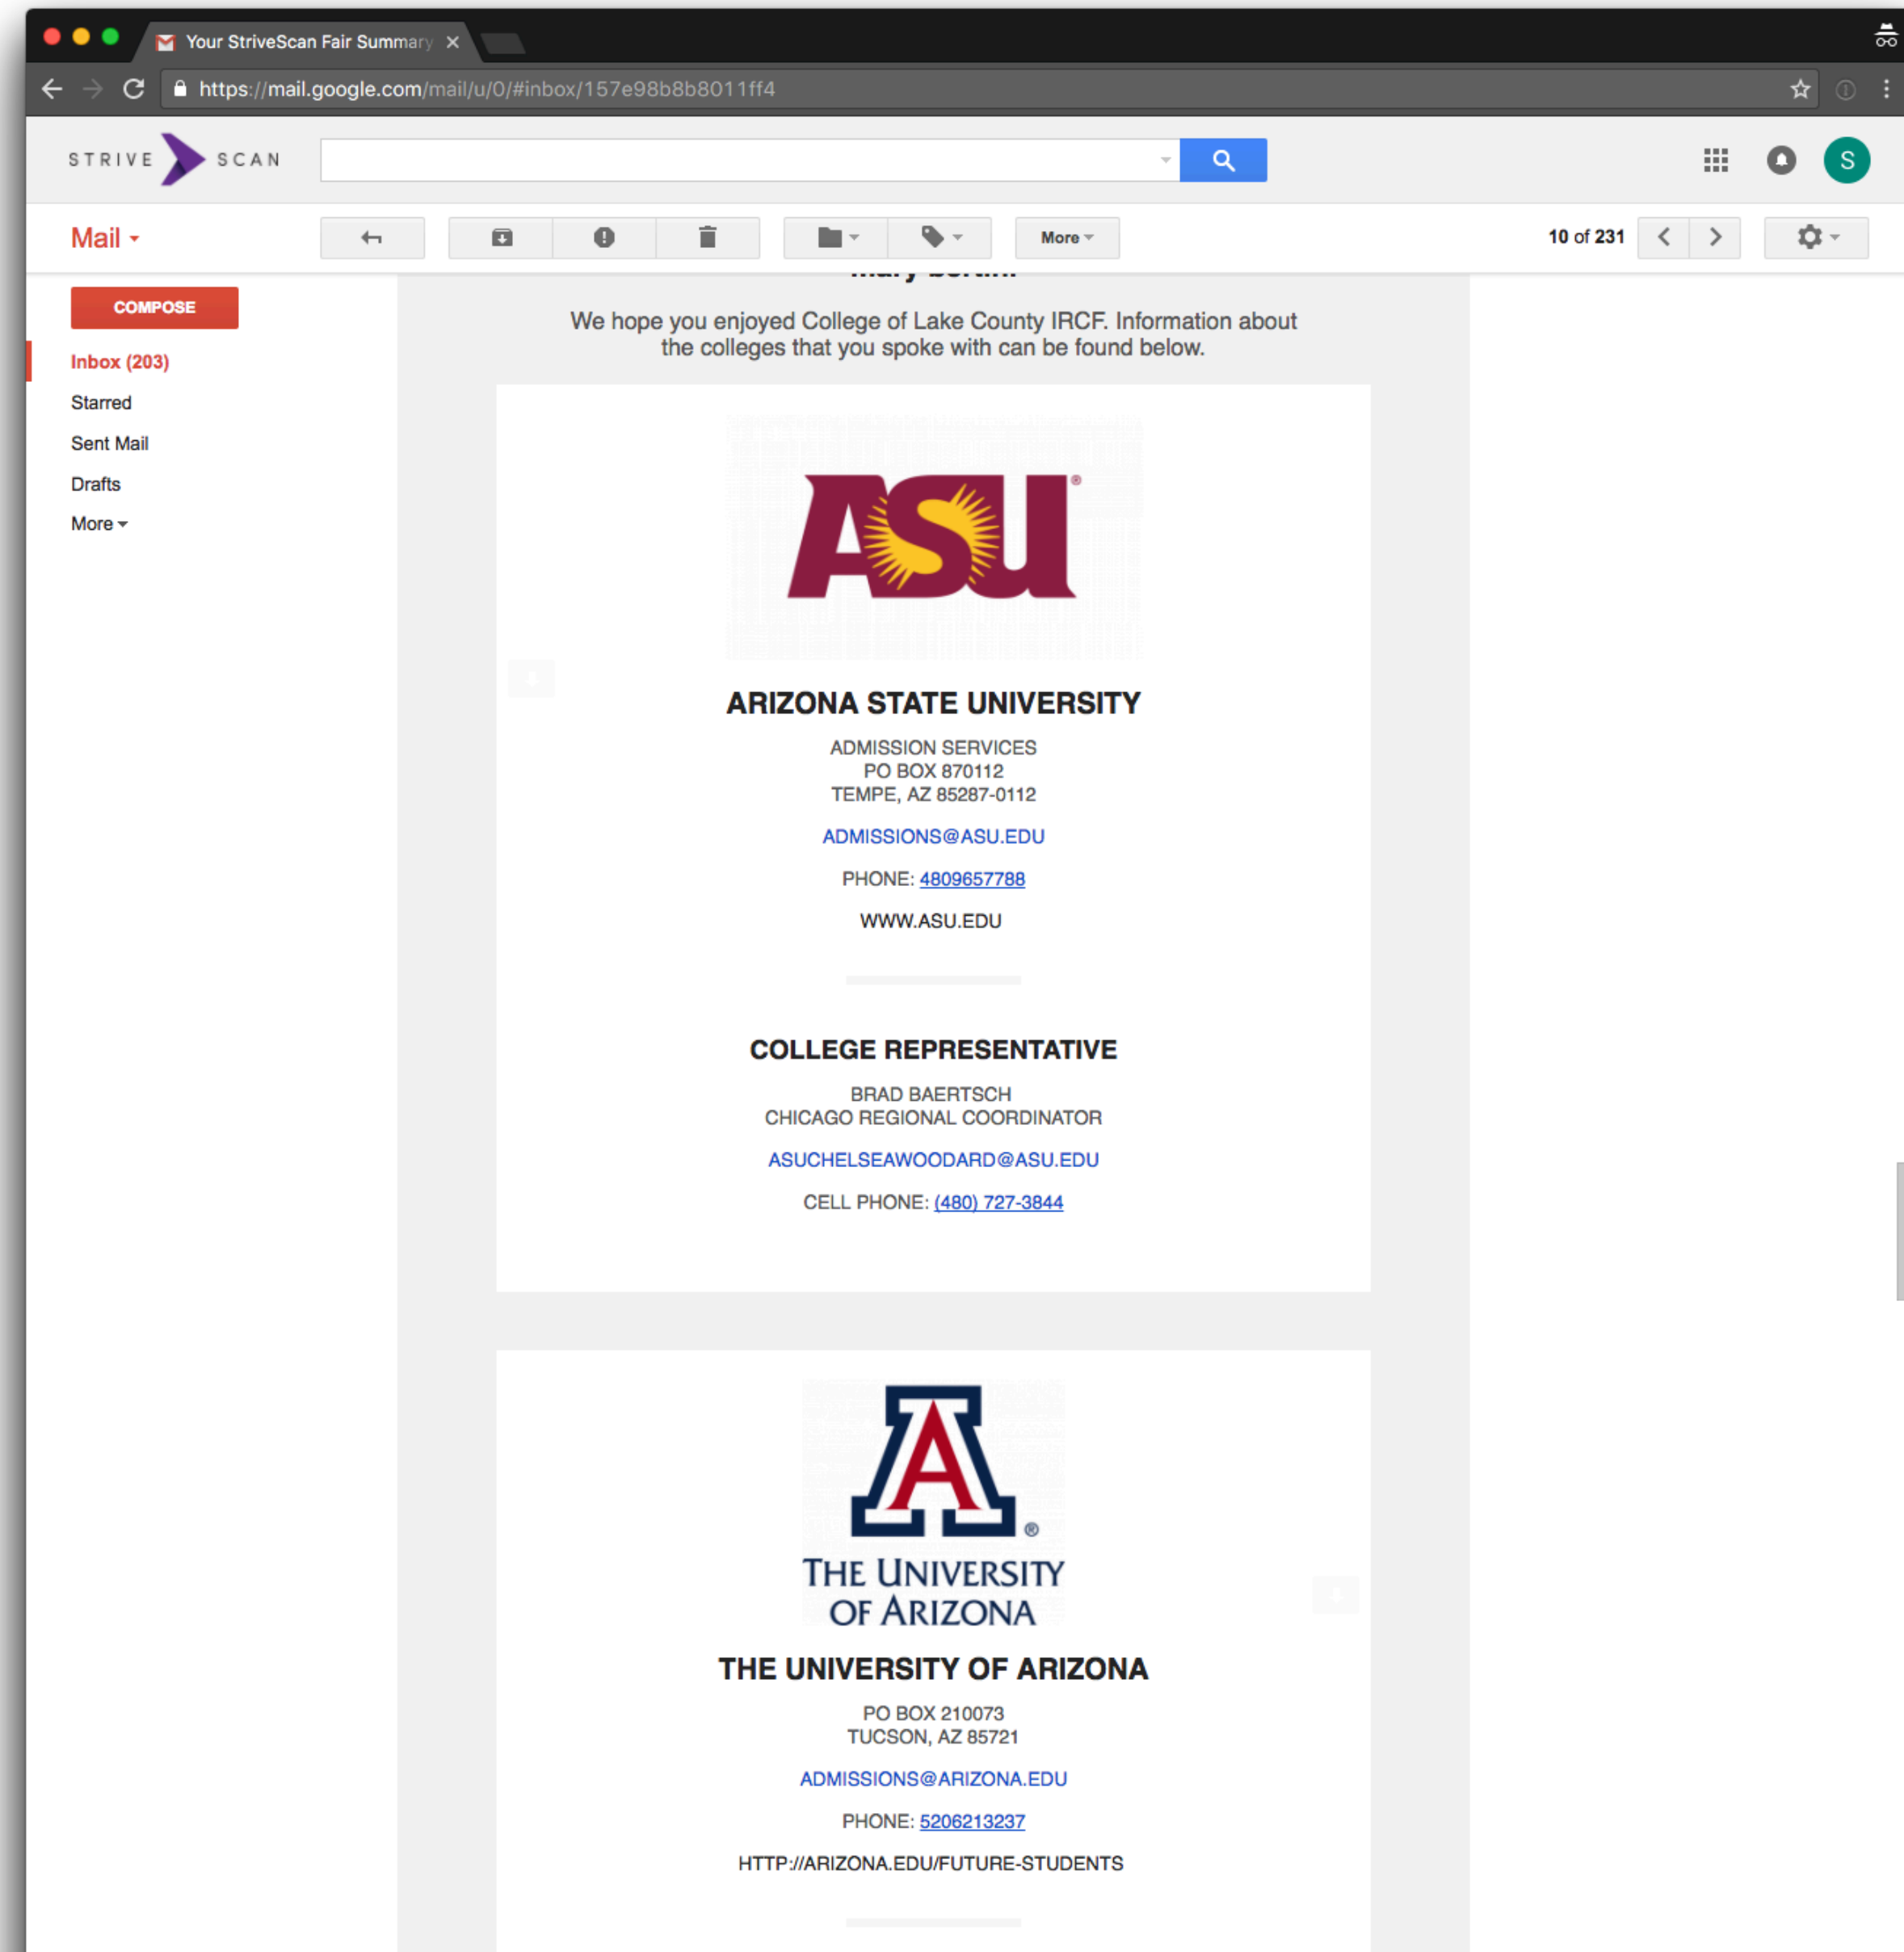 Your StriveScan Fair Summary
https://mail.google.com/mail/u/0/#inbox/157e98b8b8011ff4
STRIVE SCAN
S
Mail
More
10 of 231
COMPOSE
Inbox (203)
Starred
Sent Mail
Drafts
More
We hope you enjoyed College of Lake County IRCF. Information about
the colleges that you spoke with can be found below.
ASU®
ARIZONA STATE UNIVERSITY
ADMISSION SERVICES
PO BOX 870112
TEMPE, AZ 85287-0112
ADMISSIONS@ASU.EDU
PHONE: 4809657788
WWW.ASU.EDU
COLLEGE REPRESENTATIVE
BRAD BAERTSCH
CHICAGO REGIONAL COORDINATOR
ASUCHELSEAWOODARD@ASU.EDU
CELL PHONE: (480) 727-3844
A®
THE UNIVERSITY
OF ARIZONA
THE UNIVERSITY OF ARIZONA
PO BOX 210073
TUCSON, AZ 85721
ADMISSIONS@ARIZONA.EDU
PHONE: 5206213237
HTTP://ARIZONA.EDU/FUTURE-STUDENTS